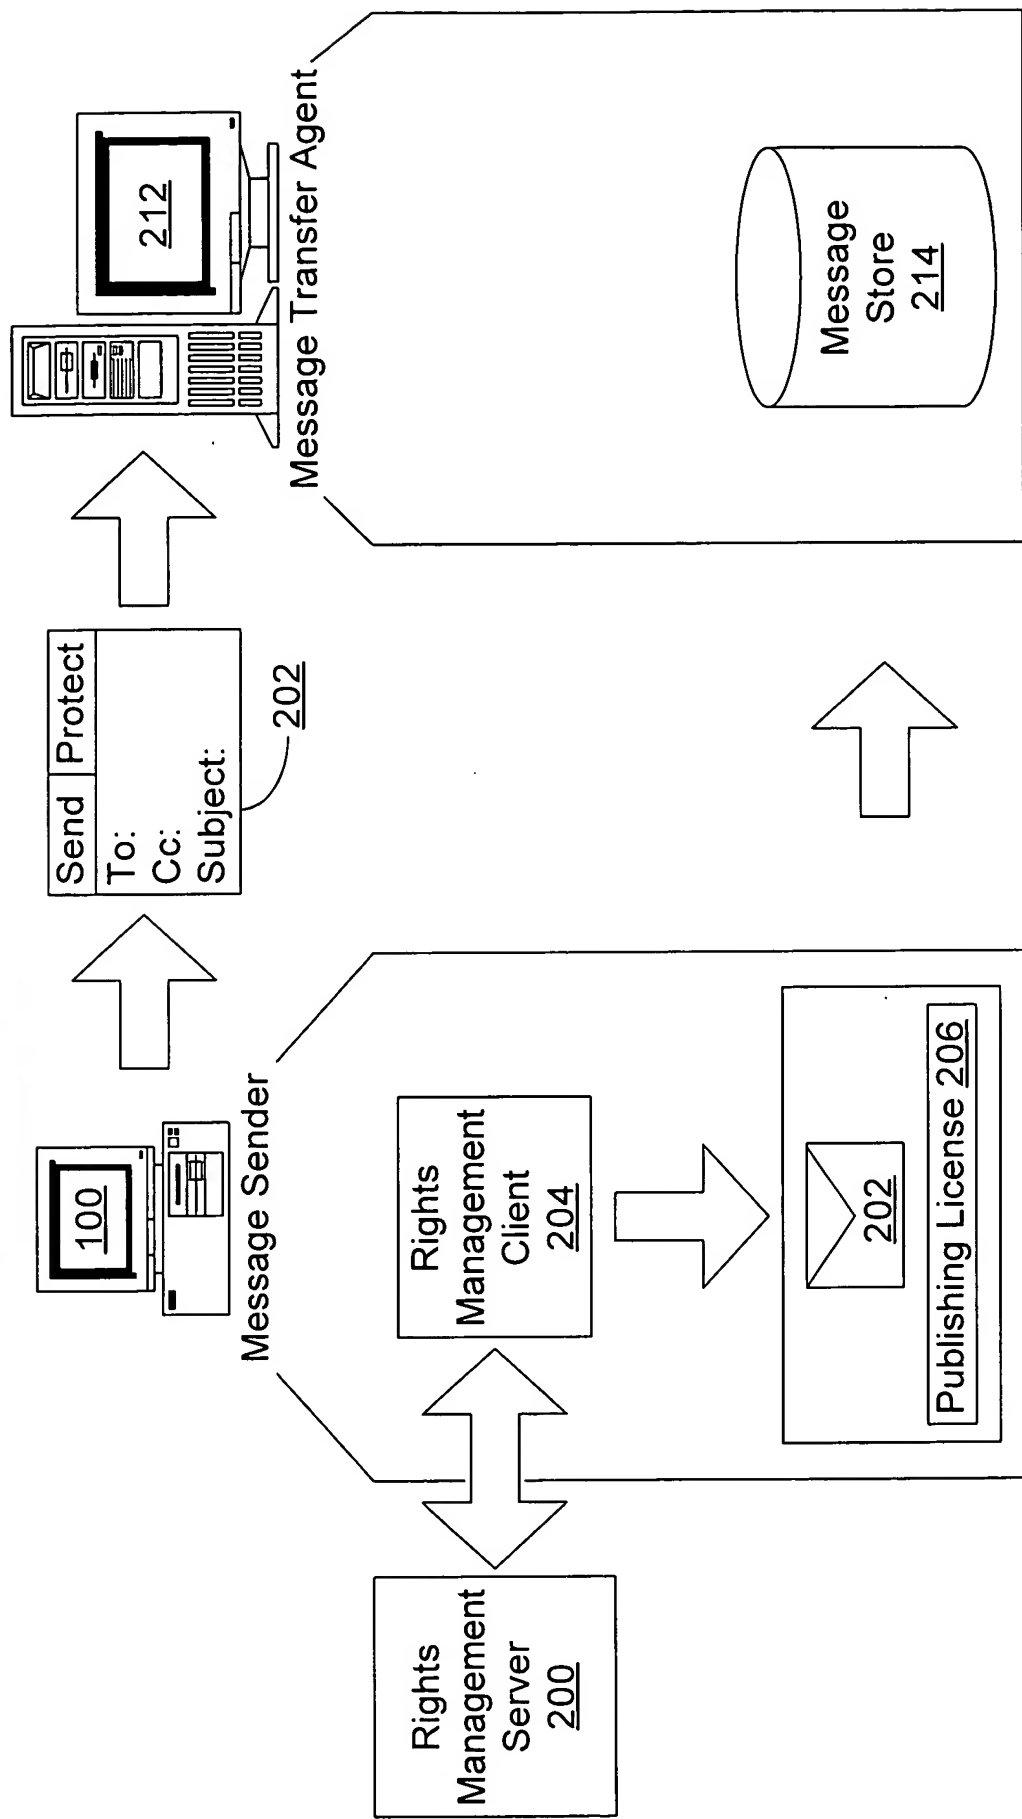 100
Message Sender
Send Protect
To:
Cc:
Subject:
202
212
Message Transfer Agent
Rights
Management
Server
200
Rights
Management
Client
204
202
Publishing License 206
Message
Store
214